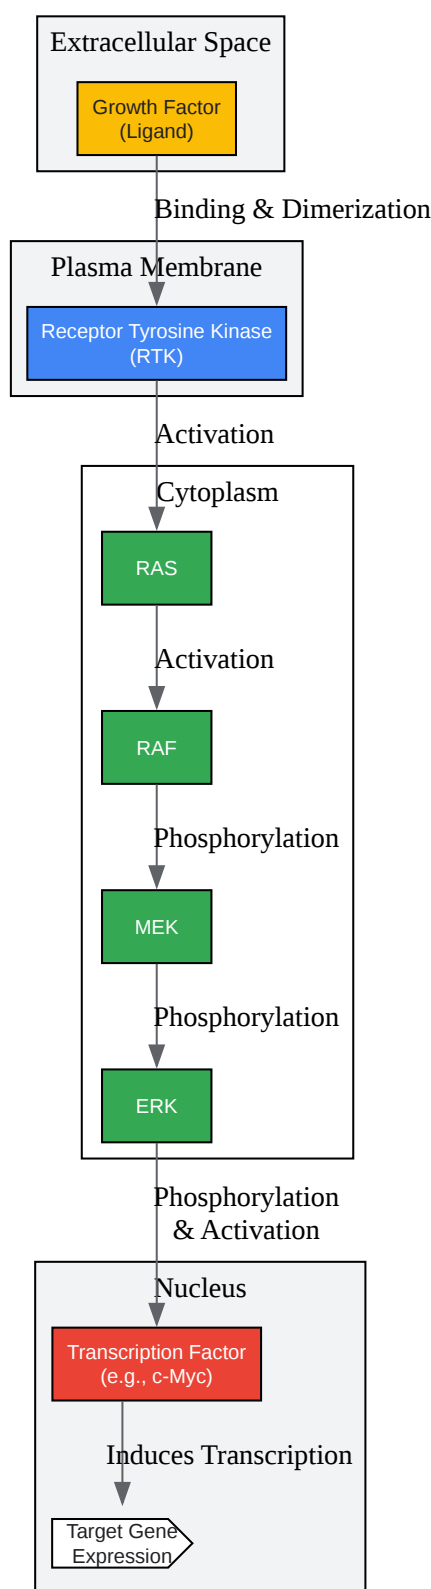 Extracellular Space
Growth Factor
(Ligand)
Binding & Dimerization
Plasma Membrane
Receptor Tyrosine Kinase
(RTK)
Activation
Cytoplasm
RAS
Activation
RAF
Phosphorylation
MEK
Phosphorylation
ERK
Phosphorylation
& Activation
Nucleus
Transcription Factor
(e.g., c-Myc)
Induces Transcription
Target Gene
Expression